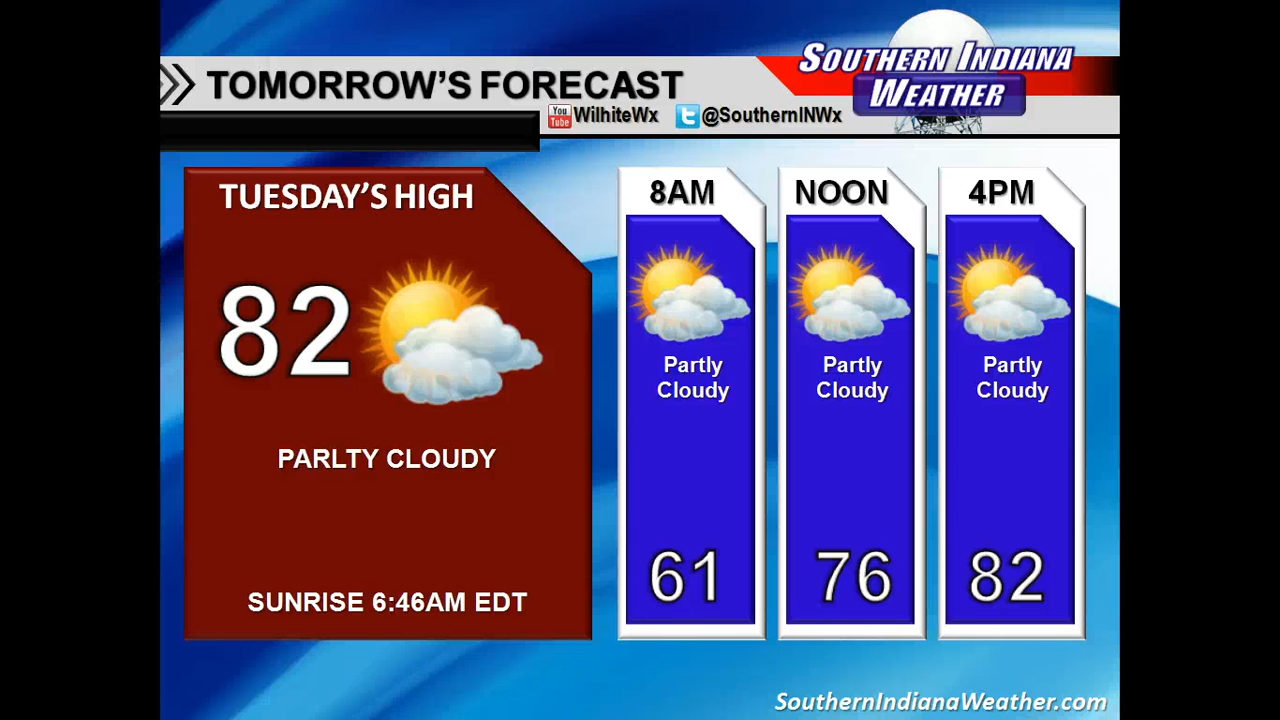 SOUTHERN INDIANA
WEATHER
TOMORROW'S FORECAST
You
Tube
WilhiteWx
@SouthernINWx
TUESDAY'S HIGH
82
PARLTY CLOUDY
SUNRISE 6:46AM EDT
8AM
Partly
Cloudy
61
NOON
Partly
Cloudy
76
4PM
Partly
Cloudy
82
SouthernIndianaWeather.com